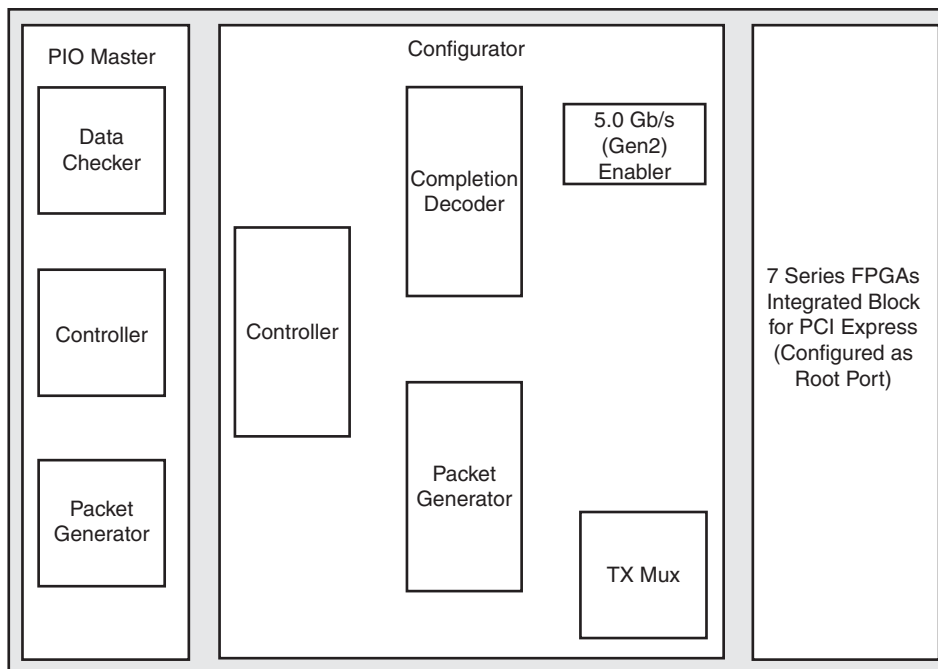 PIO Master
Data
Checker
Controller
Packet
Generator
Configurator
Controller
Completion
Decoder
Packet
Generator
5.0 Gb/s
(Gen2)
Enabler
TX Mux
7 Series FPGAs
Integrated Block
for PCI Express
(Configured as
Root Port)